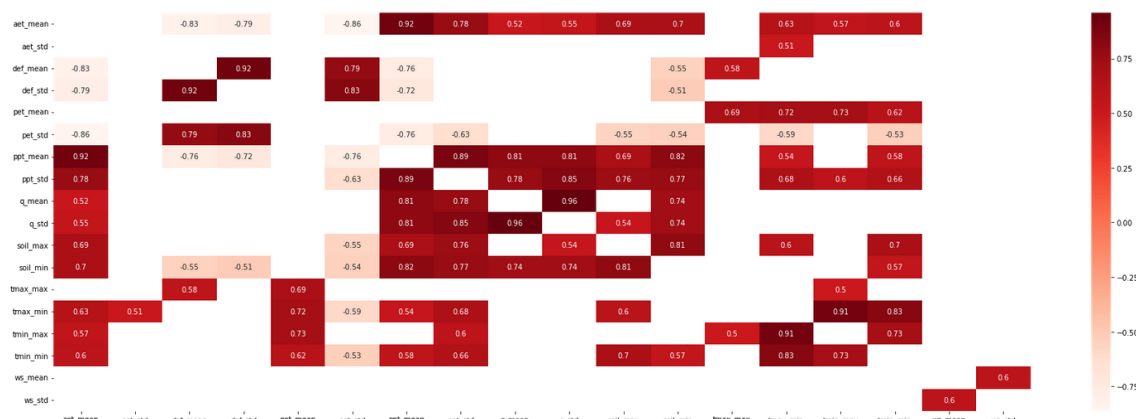 aet_mean -0.83 -0.79 -0.86 0.92 0.78 0.52 0.55 0.69 0.7 0.63 0.57 0.6
aet_std 0.51
def_mean -0.83 0.92 0.79 -0.76 -0.55 0.58
def_std -0.79 0.92 0.83 -0.72 -0.51
pet_mean 0.69 0.72 0.73 0.62
pet_std -0.86 0.79 0.83 -0.76 -0.63 -0.55 -0.54 -0.59 -0.53
ppt_mean 0.92 -0.76 -0.72 -0.76 0.89 0.81 0.81 0.69 0.82 0.54 0.58
ppt_std 0.78 -0.63 0.89 0.78 0.85 0.76 0.77 0.68 0.6 0.66
q_mean 0.52 0.81 0.78 0.96 0.74
q_std 0.55 0.81 0.85 0.96 0.54 0.74
soil_max 0.69 -0.55 0.69 0.76 0.54 0.81 0.6 0.7
soil_min 0.7 -0.55 -0.51 -0.54 0.82 0.77 0.74 0.74 0.81 0.57
tmax_max 0.58 0.69 0.5
tmax_min 0.63 0.51 0.72 -0.59 0.54 0.68 0.6 0.91 0.83
tmin_max 0.57 0.73 0.6 0.5 0.91 0.73
tmin_min 0.6 0.62 -0.53 0.58 0.66 0.7 0.57 0.83 0.73
ws_mean 0.6
ws_std 0.6
0.75
0.50
0.25
0.00
-0.25
-0.50
-0.75